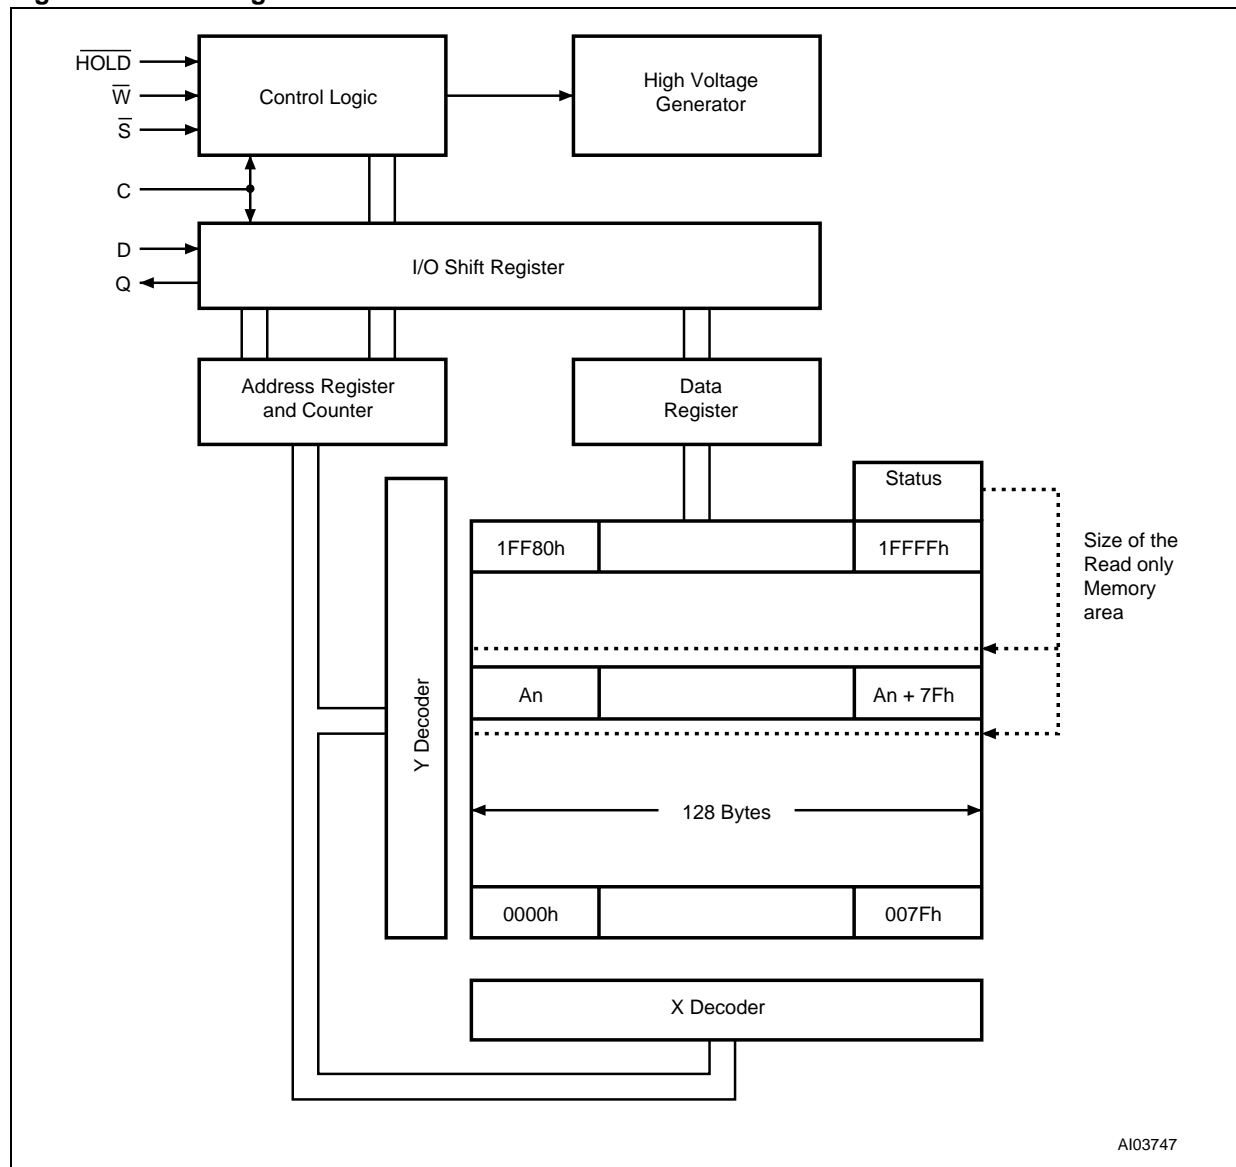 HOLD
W
S
C
D
Q
Control Logic
High Voltage
Generator
I/O Shift Register
Address Register
and Counter
Data
Register
Status
1FF80h
1FFFFh
Size of the
Read only
Memory
area
An
An + 7Fh
Y Decoder
128 Bytes
0000h
007Fh
X Decoder
AI03747